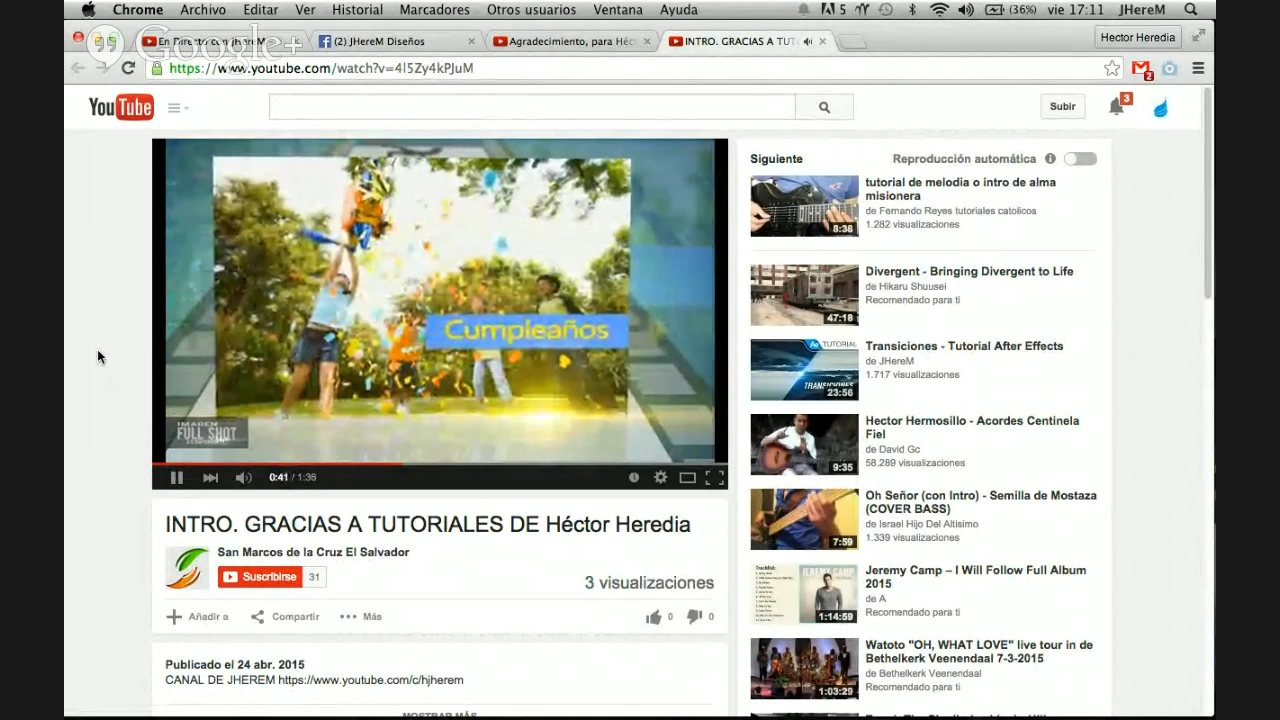 Chrome Archivo Editar Ver Historial Marcadores Otros usuarios Ventana Ayuda 5 (36%) vie 17:11 JHereM
Google+
En Directo con jherem
(2) JHereM Diseños
Agradecimiento, para Héc
INTRO. GRACIAS A TUT
Hector Heredia
https://www.youtube.com/watch?v=4l5Zy4kPJuM
2
YouTube
Subir
3
Cumpleaños
IMAGEN
FULL SHOT
0:41 / 1:36
INTRO. GRACIAS A TUTORIALES DE Héctor Heredia
San Marcos de la Cruz El Salvador
Suscribirse 31
3 visualizaciones
Añadir a Compartir Más 0 0
Publicado el 24 abr. 2015
CANAL DE JHEREM https://www.youtube.com/c/hjherem
MOSTRAR MÁS
Siguiente Reproducción automática
tutorial de melodia o intro de alma
misionera
de Fernando Reyes tutoriales catolicos
1.282 visualizaciones
8:36
Divergent - Bringing Divergent to Life
de Hikaru Shuusei
Recomendado para ti
47:18
Transiciones - Tutorial After Effects
de JHereM
1.717 visualizaciones
Ae TUTORIAL
TRANSICIONES
23:56
Hector Hermosillo - Acordes Centinela
Fiel
de David Gc
58.289 visualizaciones
9:35
Oh Señor (con Intro) - Semilla de Mostaza
(COVER BASS)
de Israel Hijo Del Altisimo
1.339 visualizaciones
7:59
Jeremy Camp – I Will Follow Full Album
2015
de A
Recomendado para ti
JEREMY CAMP
1:14:59
Watoto "OH, WHAT LOVE" live tour in de
Bethelkerk Veenendaal 7-3-2015
de Bethelkerk Veenendaal
Recomendado para ti
1:03:29